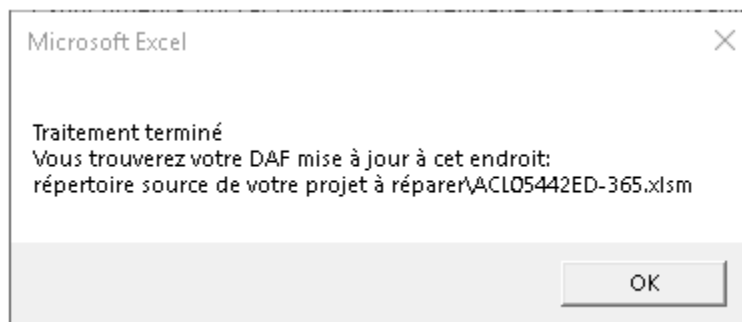 Microsoft Excel
Traitement terminé
Vous trouverez votre DAF mise à jour à cet endroit:
répertoire source de votre projet à réparer\ACL05442ED-365.xlsm
OK